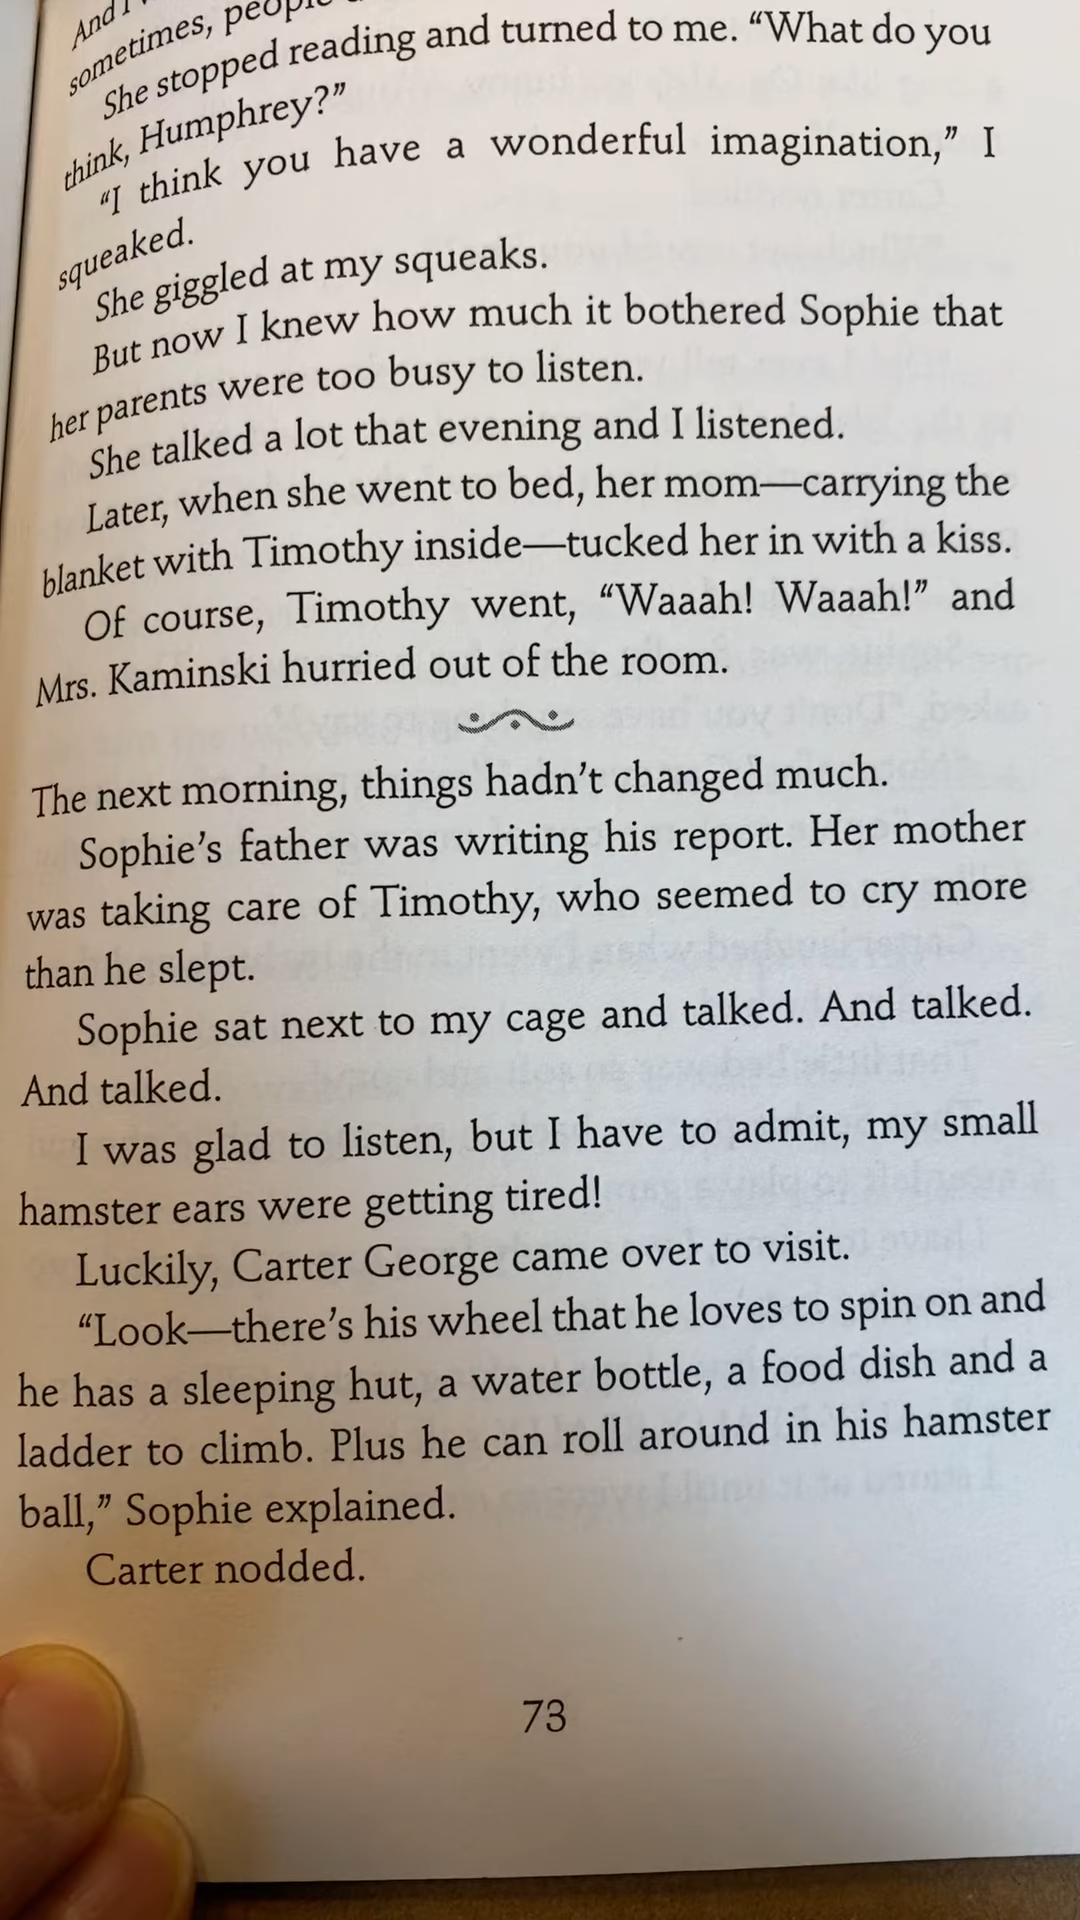 And I
sometimes, people
She stopped reading and turned to me. “What do you
think, Humphrey?”
“I think you have a wonderful imagination,” I
squeaked.
She giggled at my squeaks.
But now I knew how much it bothered Sophie that
her parents were too busy to listen.
She talked a lot that evening and I listened.
Later, when she went to bed, her mom—carrying the
blanket with Timothy inside—tucked her in with a kiss.
Of course, Timothy went, “Waaah! Waaah!” and
Mrs. Kaminski hurried out of the room.
The next morning, things hadn’t changed much.
Sophie’s father was writing his report. Her mother
was taking care of Timothy, who seemed to cry more
than he slept.
Sophie sat next to my cage and talked. And talked.
And talked.
I was glad to listen, but I have to admit, my small
hamster ears were getting tired!
Luckily, Carter George came over to visit.
“Look—there’s his wheel that he loves to spin on and
he has a sleeping hut, a water bottle, a food dish and a
ladder to climb. Plus he can roll around in his hamster
ball,” Sophie explained.
Carter nodded.
73